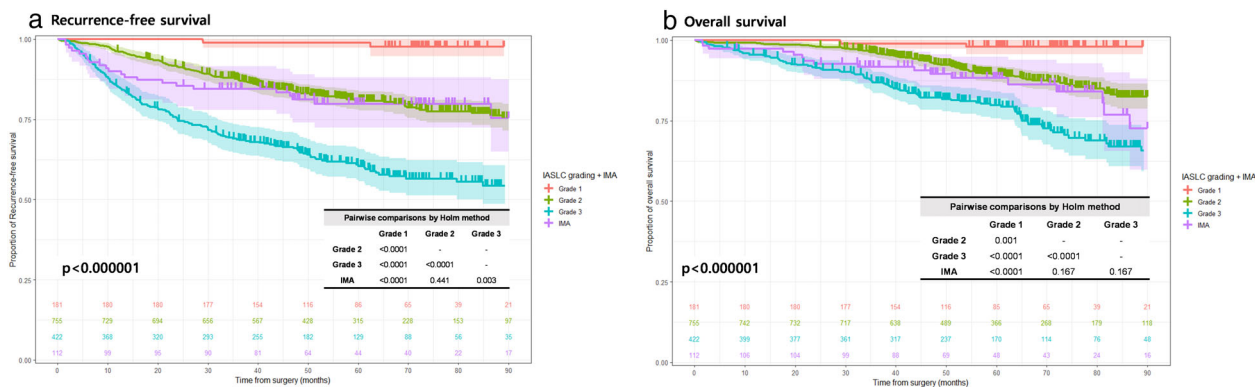 a Recurrence-free survival
1.00
0.75
0.50
0.25
0.00
Proportion of Recurrence-free survival
IASLC grading + IMA
Grade 1
Grade 2
Grade 3
IMA
Pairwise comparisons by Holm method
Grade 1 Grade 2 Grade 3
Grade 2 <0.0001 - -
Grade 3 <0.0001 <0.0001 -
IMA <0.0001 0.441 0.003
p<0.000001
181 180 180 177 154 116 86 65 39 21
755 729 694 656 567 428 315 228 153 97
422 368 320 293 255 182 129 88 56 35
112 99 95 90 81 64 44 40 22 17
0 10 20 30 40 50 60 70 80 90
Time from surgery (months)
b Overall survival
1.00
0.75
0.50
0.25
0.00
Proportion of overall survival
IASLC grading + IMA
Grade 1
Grade 2
Grade 3
IMA
Pairwise comparisons by Holm method
Grade 1 Grade 2 Grade 3
Grade 2 0.001 - -
Grade 3 <0.0001 <0.0001 -
IMA <0.0001 0.167 0.167
p<0.000001
181 180 180 177 154 116 85 65 39 21
755 742 732 717 638 489 366 268 179 118
422 399 377 361 317 237 170 114 76 48
112 106 104 99 88 69 48 43 24 16
0 10 20 30 40 50 60 70 80 90
Time from surgery (months)